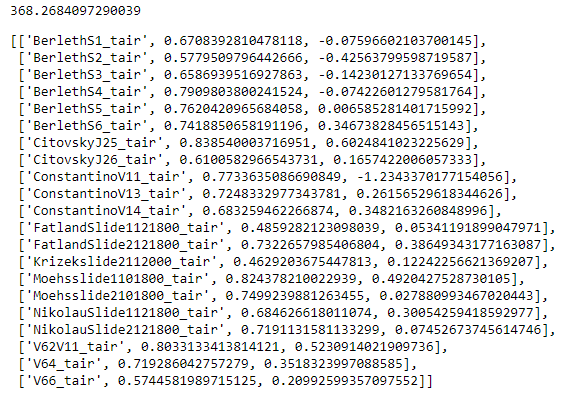 368.2684097290039
[['BerlethS1_tair', 0.6708392810478118, -0.07596602103700145],
['BerlethS2_tair', 0.5779509796442666, -0.42563799598719587],
['BerlethS3_tair', 0.6586939516927863, -0.14230127133769654],
['BerlethS4_tair', 0.7909803800241524, -0.07422601279581764],
['BerlethS5_tair', 0.7620420965684058, 0.006585281401715992],
['BerlethS6_tair', 0.7418850658191196, 0.34673828456515143],
['CitovskyJ25_tair', 0.838540003716951, 0.6024841023225629],
['CitovskyJ26_tair', 0.6100582966543731, 0.1657422006057333],
['ConstantinoV11_tair', 0.7733635086690849, -1.2343370177154056],
['ConstantinoV13_tair', 0.7248332977343781, 0.26156529618344626],
['ConstantinoV14_tair', 0.683259462266874, 0.3482163260848996],
['FatlandSlide1121800_tair', 0.4859282123098039, 0.05341191899047971],
['FatlandSlide2121800_tair', 0.7322657985406804, 0.38649343177163087],
['Krizekslide2112000_tair', 0.4629203675447813, 0.12242256621369207],
['Moehsslide1101800_tair', 0.824378210022939, 0.4920427528730105],
['Moehsslide2101800_tair', 0.7499239881263455, 0.027880993467020443],
['NikolauSlide1121800_tair', 0.684626618011074, 0.30054259418592977],
['NikolauSlide2121800_tair', 0.7191131581133299, 0.07452673745614746],
['V62V11_tair', 0.8033133413814121, 0.5230914021909736],
['V64_tair', 0.719286042757279, 0.3518323997088585],
['V66_tair', 0.5744581989715125, 0.20992599357097552]]